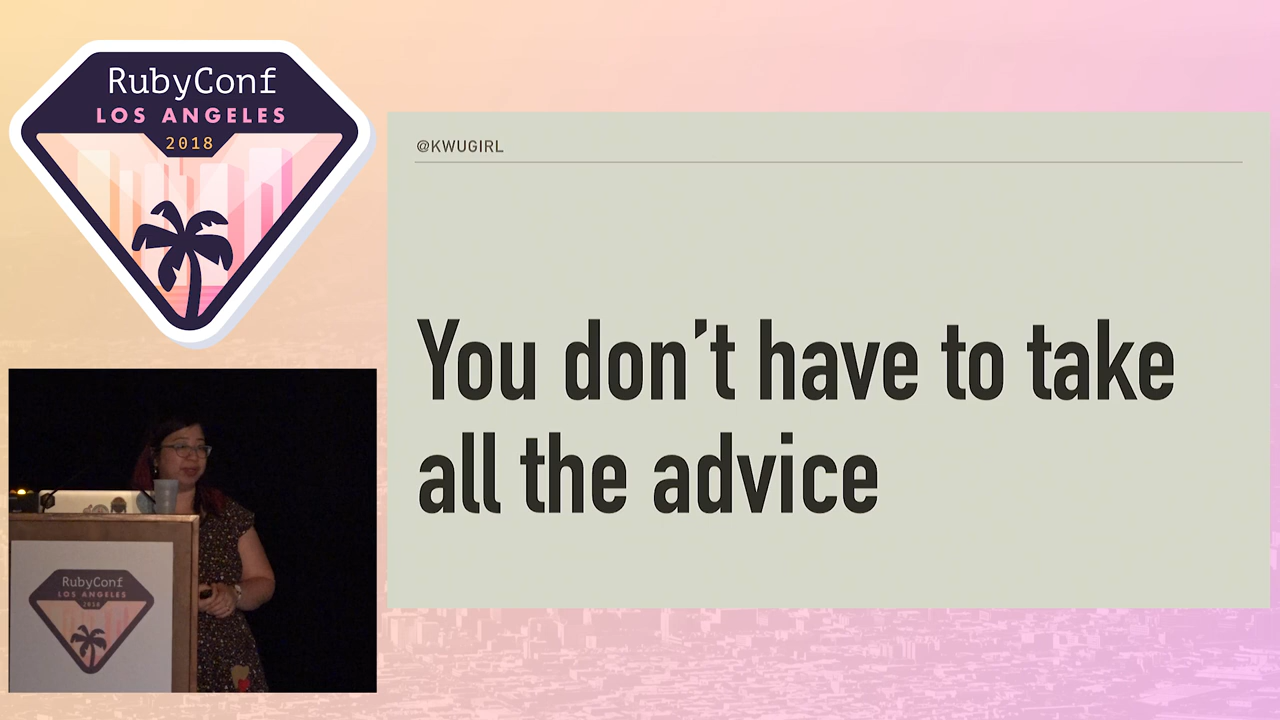 RubyConf
LOS ANGELES
2018
@KWUGIRL
You don’t have to take
all the advice
RubyConf
LOS ANGELES
2018